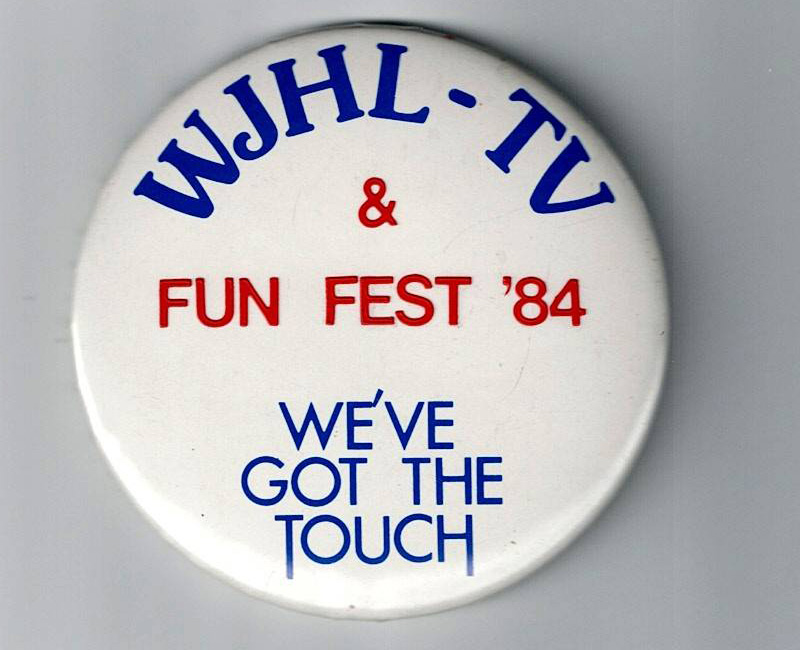 WJHL-TV
&
FUN FEST '84
WE'VE
GOT THE
TOUCH